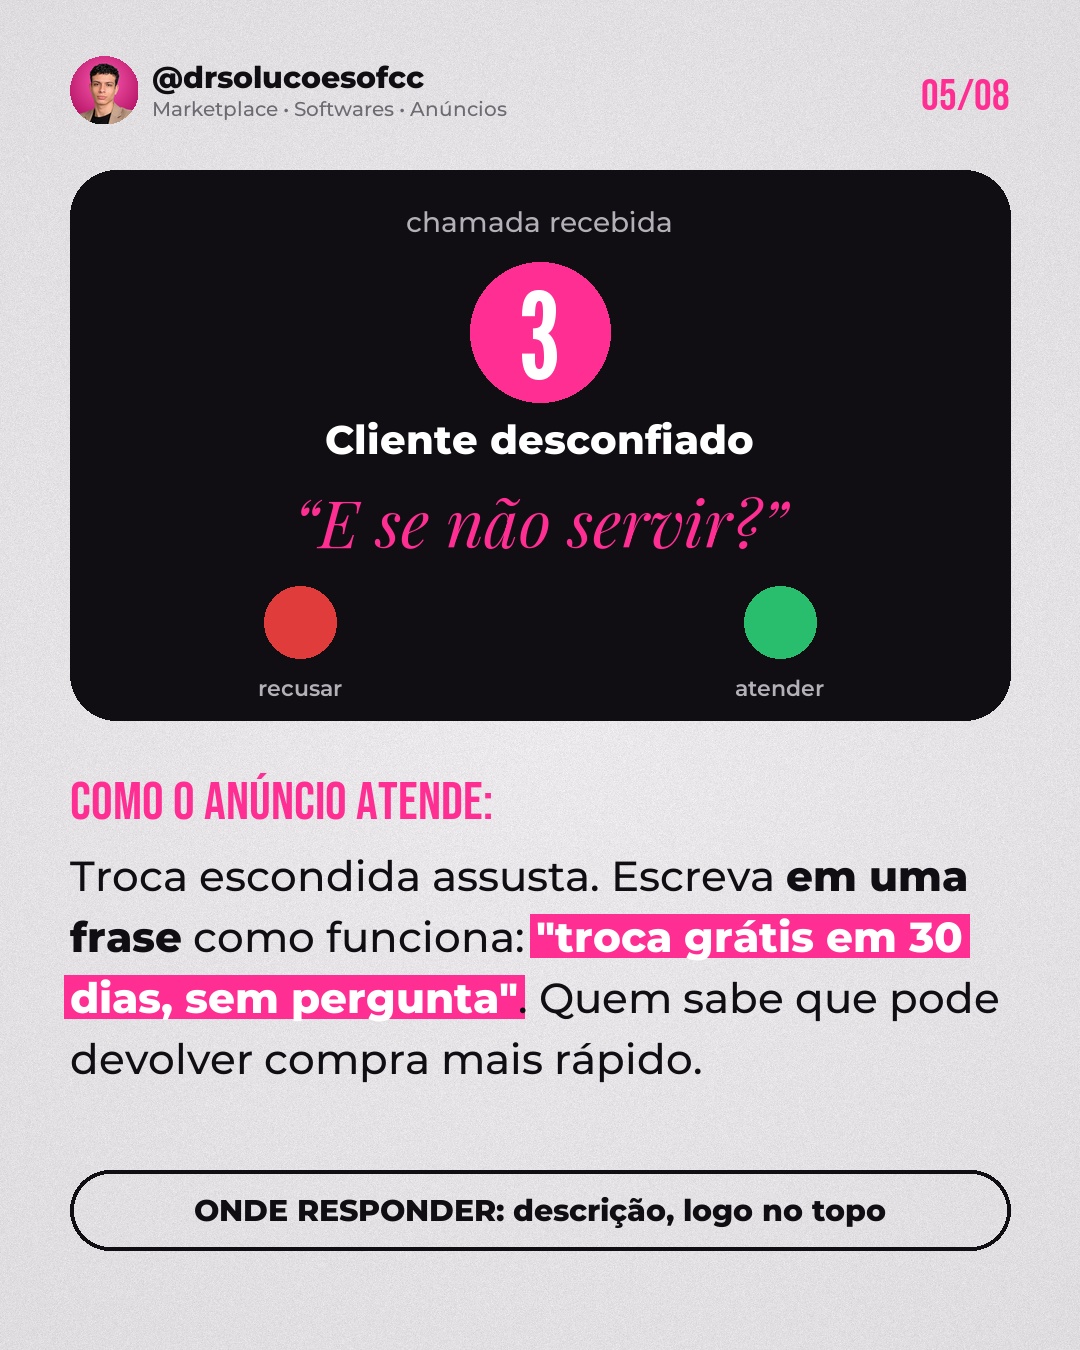 @drsolucoesofcc
Marketplace • Softwares • Anúncios
05/08
chamada recebida
3
Cliente desconfiado
“E se não servir?”
recusar
atender
COMO O ANÚNCIO ATENDE:
Troca escondida assusta. Escreva em uma
frase como funciona: "troca grátis em 30
dias, sem pergunta". Quem sabe que pode
devolver compra mais rápido.
ONDE RESPONDER: descrição, logo no topo